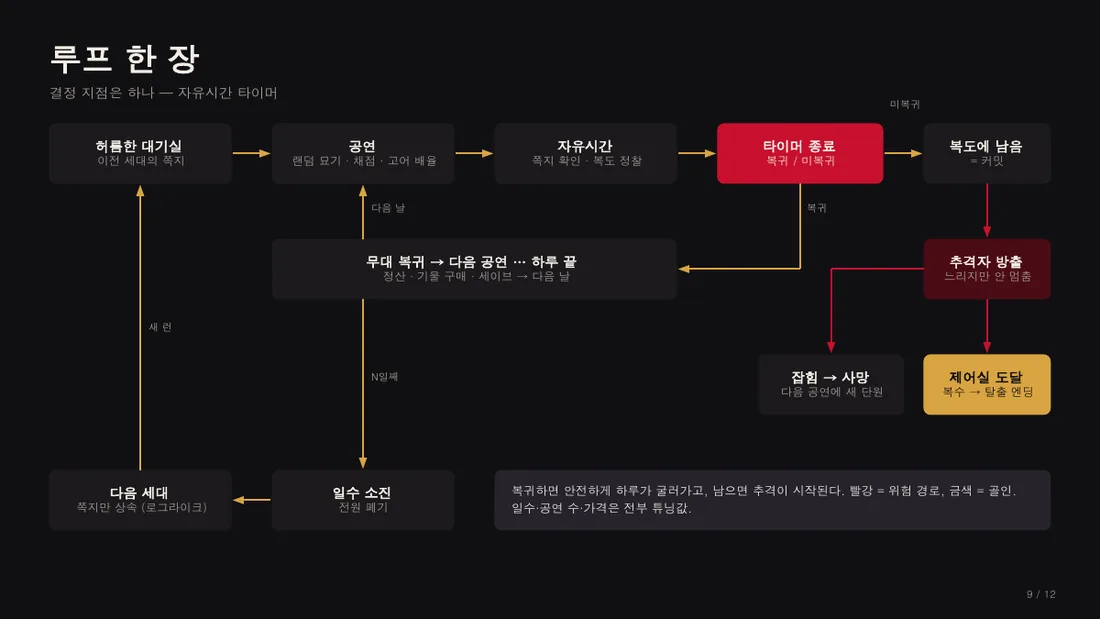 루프 한 장
결정 지점은 하나 — 자유시간 타이머
미복귀
허름한 대기실
이전 세대의 쪽지
공연
랜덤 묘기 · 채점 · 고어 배율
자유시간
쪽지 확인 · 복도 정찰
타이머 종료
복귀 / 미복귀
복도에 남음
= 커밋
다음 날
복귀
무대 복귀 → 다음 공연 ··· 하루 끝
정산 · 기물 구매 · 세이브 → 다음 날
추격자 방출
느리지만 안 멈춤
새 런
N일째
잡힘 → 사망
다음 공연에 새 단원
제어실 도달
복수 → 탈출 엔딩
다음 세대
쪽지만 상속 (로그라이크)
일수 소진
전원 폐기
복귀하면 안전하게 하루가 굴러가고, 남으면 추격이 시작된다. 빨강 = 위험 경로, 금색 = 골인.
일수·공연 수·가격은 전부 튜닝값.
9 / 12